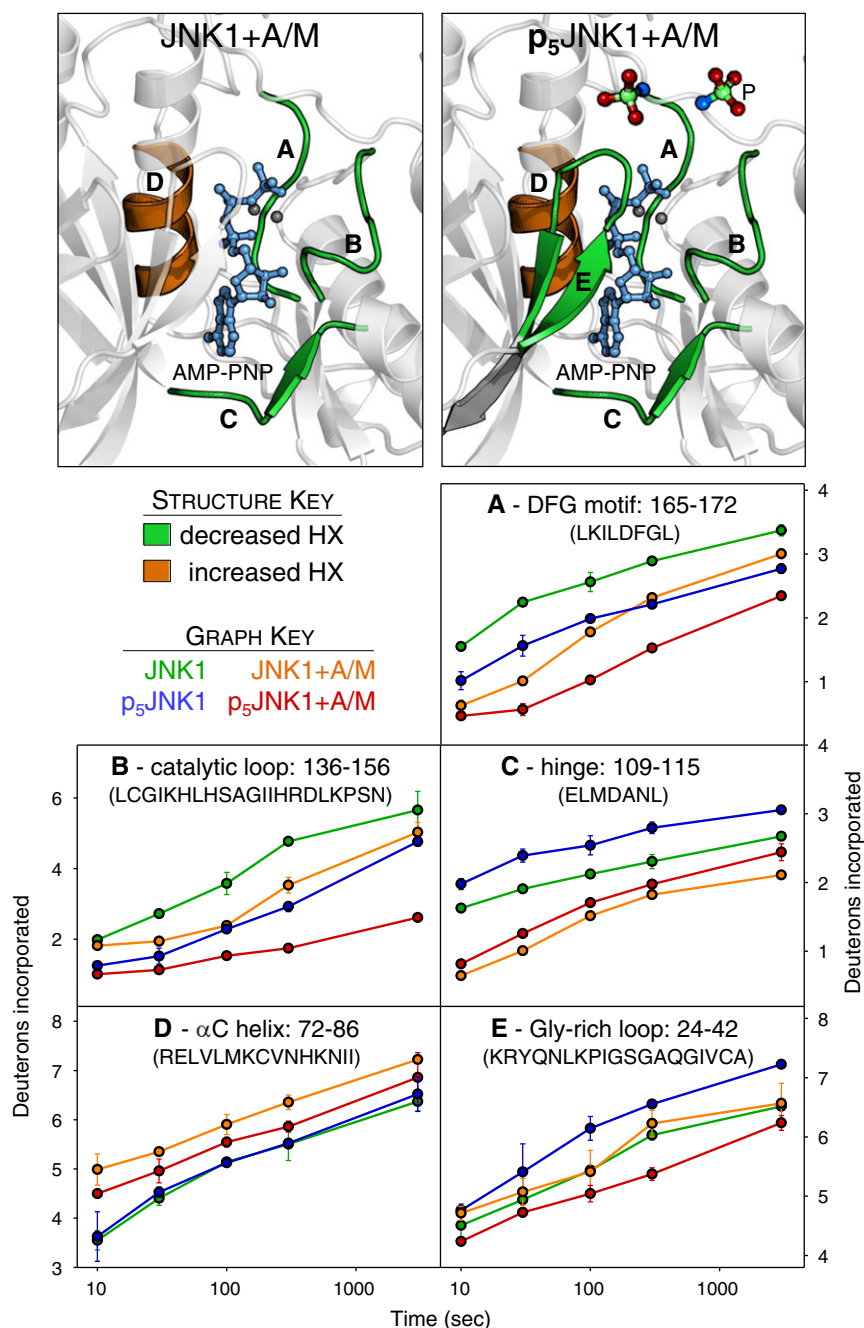 JNK1+A/M
A
D
B
AMP-PNP
C
p5JNK1+A/M
P
A
D
B
E
AMP-PNP
C
STRUCTURE KEY
decreased HX
increased HX
GRAPH KEY
JNK1 JNK1+A/M
p5JNK1 p5JNK1+A/M
A - DFG motif: 165-172
(LKILDFGL)
4
3
2
1
B - catalytic loop: 136-156
(LCGIKHLHSAGIIHRDLKPSN)
6
4
2
C - hinge: 109-115
(ELMDANL)
4
3
2
1
D - αC helix: 72-86
(RELVLMKCVNHKNII)
8
7
6
5
4
3
10 100 1000
E - Gly-rich loop: 24-42
(KRYQNLKPIGSGAQGIVCA)
8
7
6
5
4
10 100 1000
Deuterons incorporated
Deuterons incorporated
Time (sec)